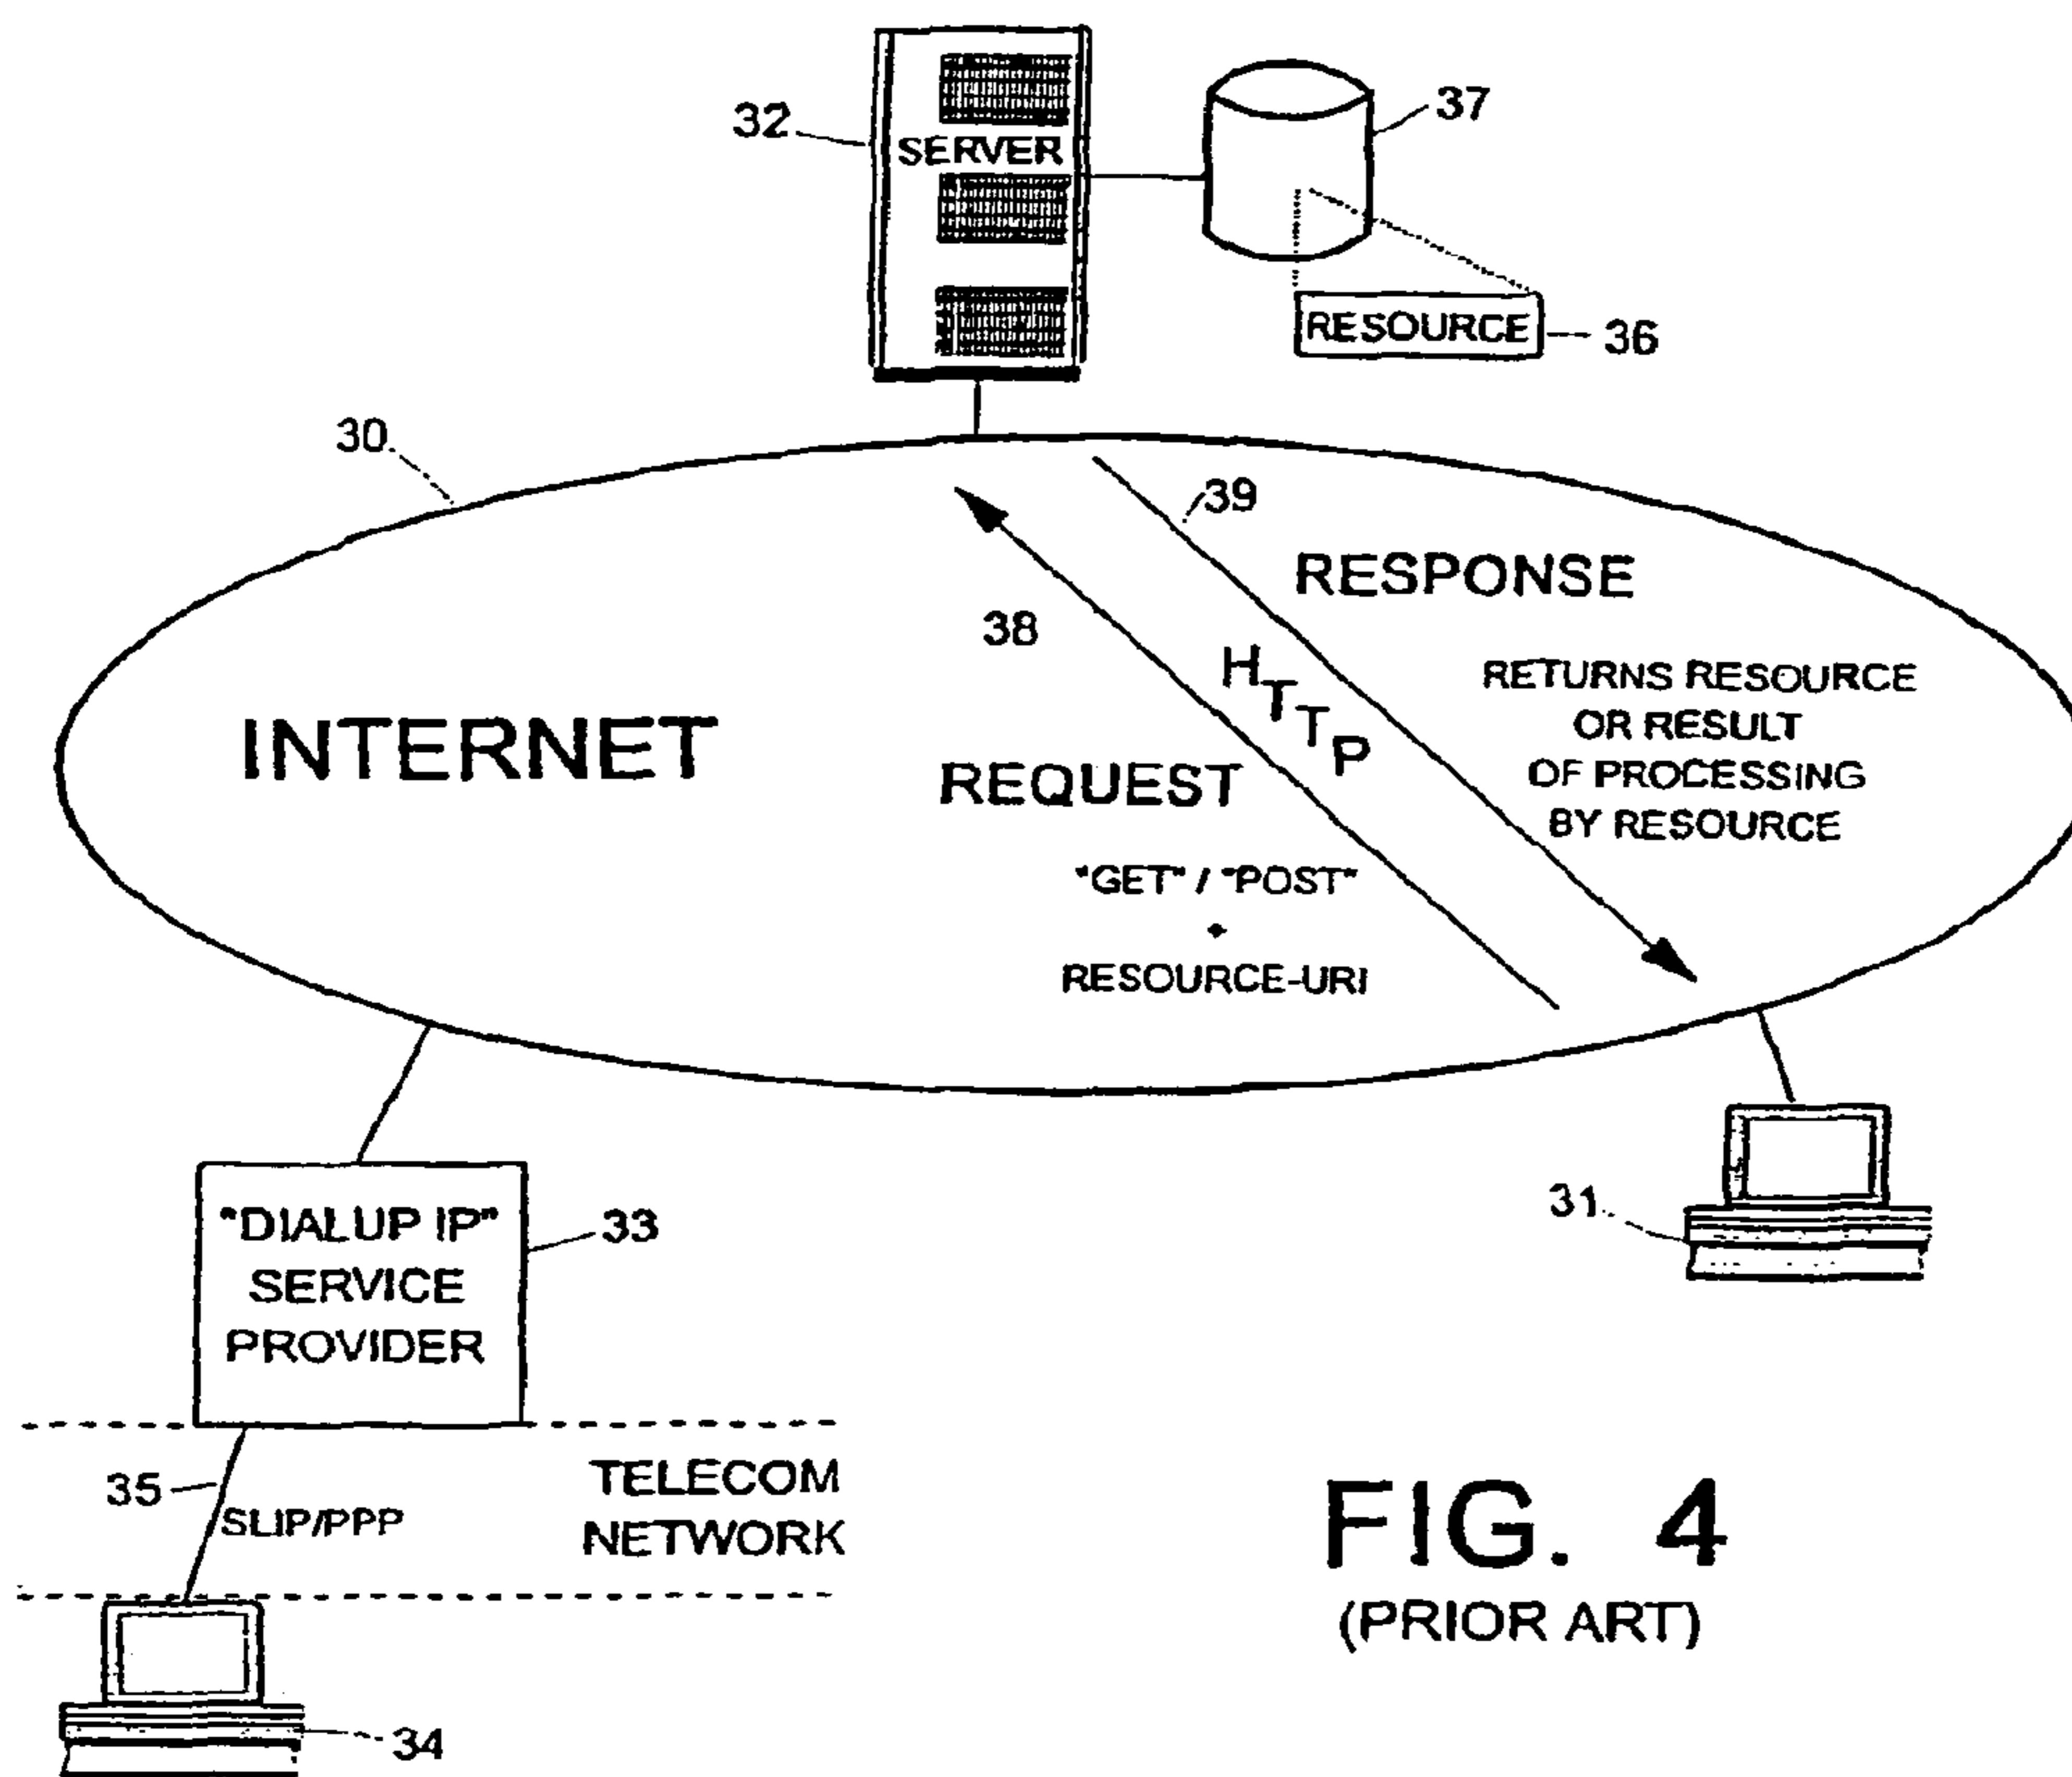 32
SERVER
37
RESOURCE
36
30
39
RESPONSE
38
HTTP
RETURNS RESOURCE
OR RESULT
OF PROCESSING
BY RESOURCE
INTERNET
REQUEST
"GET" / "POST"
+
RESOURCE-URI
"DIALUP IP"
SERVICE
PROVIDER
33
31
35
SLIP/PPP
TELECOM
NETWORK
34
FIG. 4
(PRIOR ART)